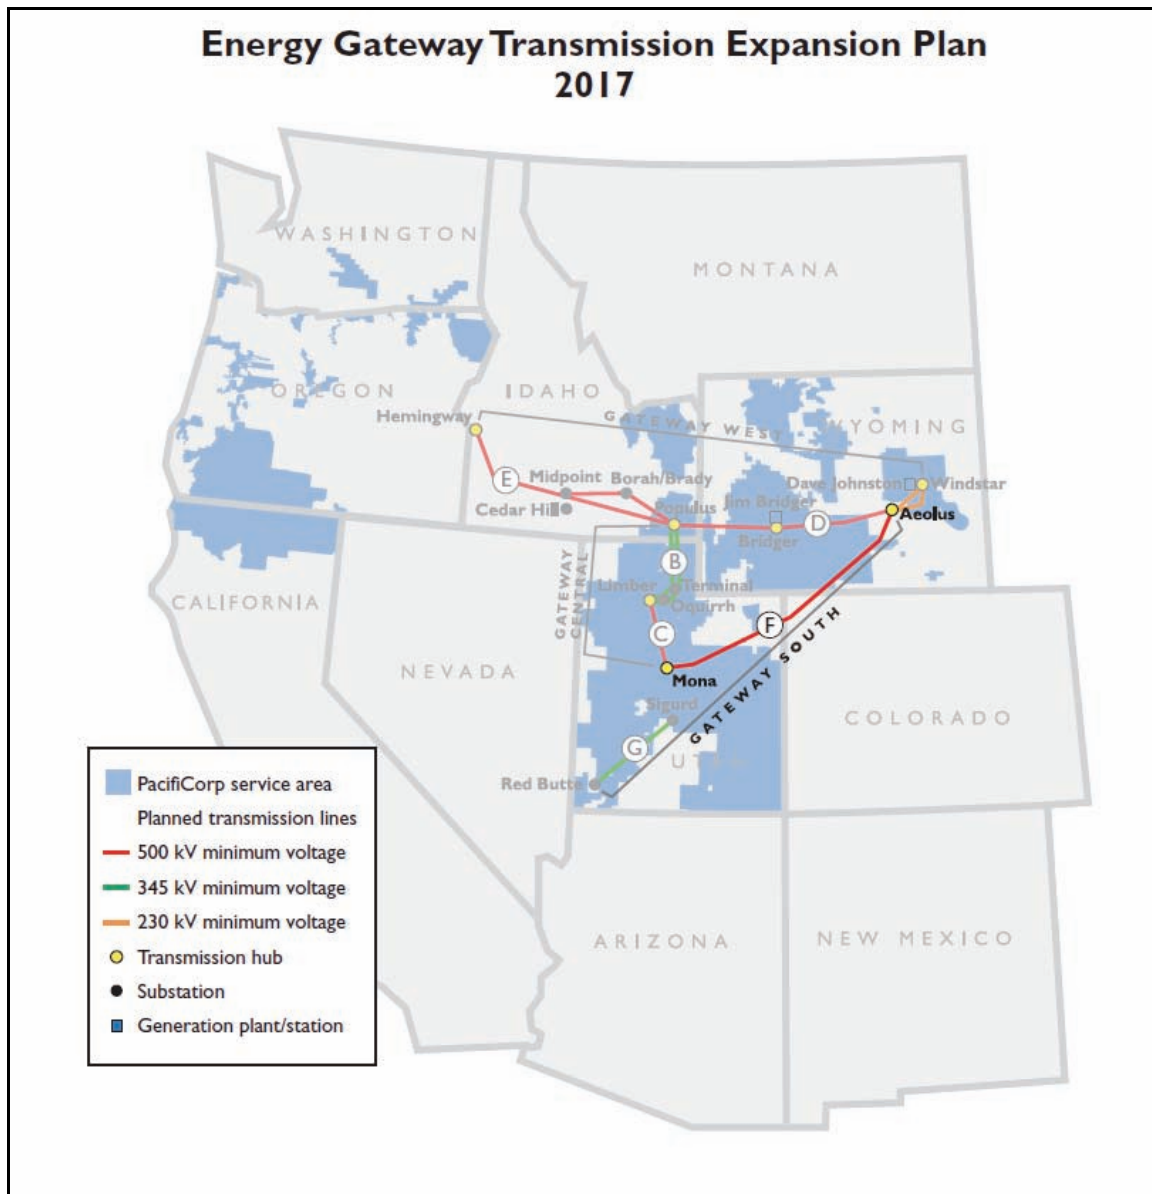 Energy Gateway Transmission Expansion Plan
2017
WASHINGTON
MONTANA
OREGON
IDAHO
WYOMING
Hemingway
GATEWAY WEST
E
Midpoint
Borah/Brady
Cedar Hill
Populus
Jim Bridger
Dave Johnston
Windstar
D
Aeolus
Bridger
B
GATEWAY
CENTRAL
Limber
Terminal
Oquirrh
CALIFORNIA
C
F
NEVADA
Mona
GATEWAY SOUTH
Sigurd
COLORADO
G
UTAH
Red Butte
ARIZONA
NEW MEXICO
PacifiCorp service area
Planned transmission lines
500 kV minimum voltage
345 kV minimum voltage
230 kV minimum voltage
Transmission hub
Substation
Generation plant/station